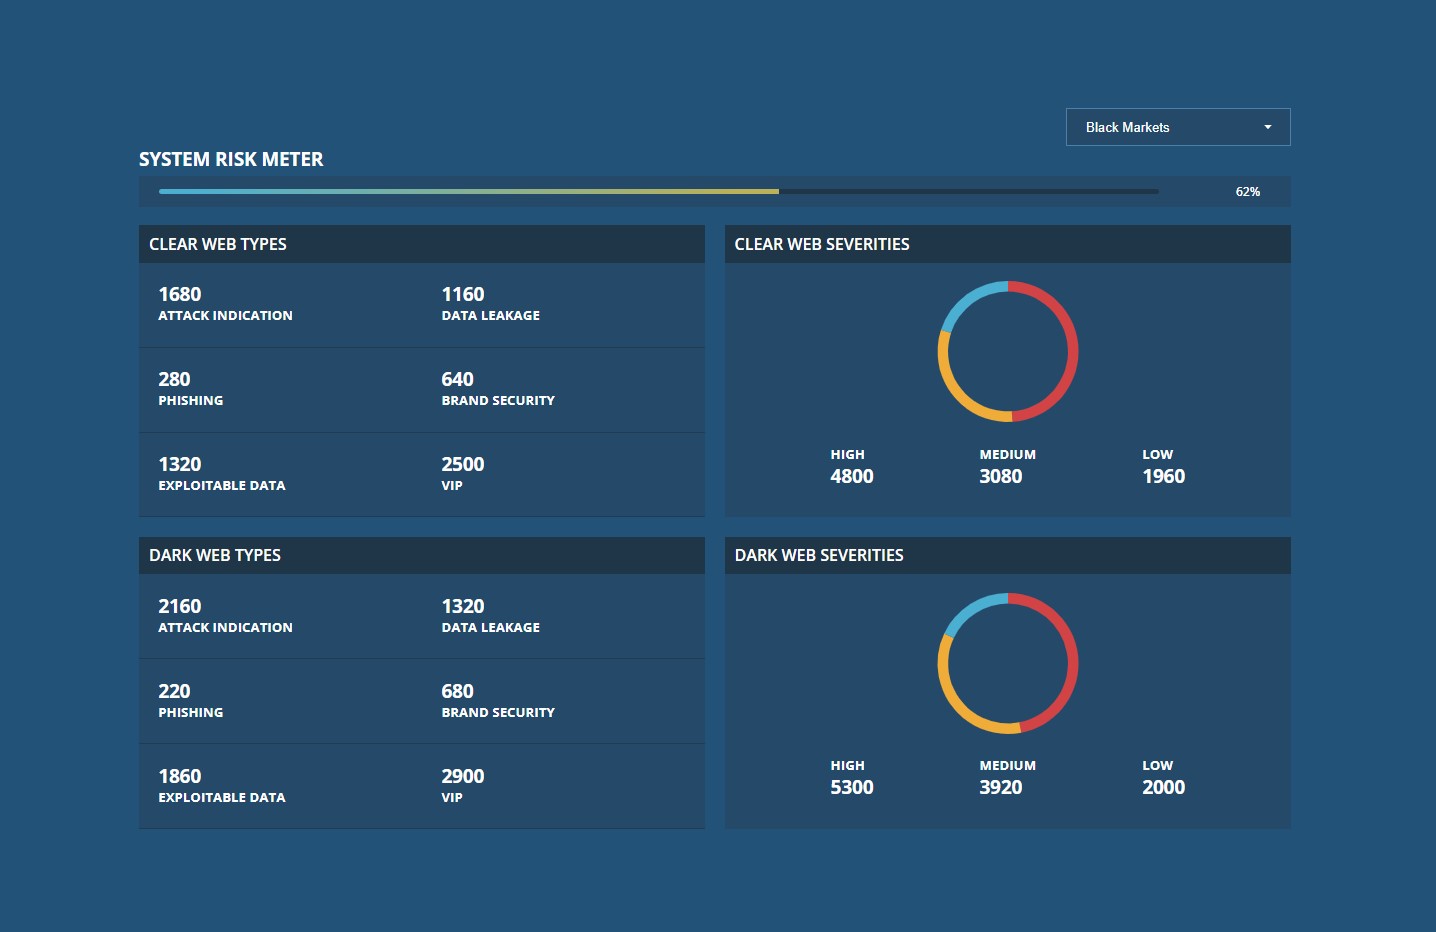 Black Markets
SYSTEM RISK METER
62%
CLEAR WEB TYPES
1680
ATTACK INDICATION
1160
DATA LEAKAGE
280
PHISHING
640
BRAND SECURITY
1320
EXPLOITABLE DATA
2500
VIP
CLEAR WEB SEVERITIES
HIGH
4800
MEDIUM
3080
LOW
1960
DARK WEB TYPES
2160
ATTACK INDICATION
1320
DATA LEAKAGE
220
PHISHING
680
BRAND SECURITY
1860
EXPLOITABLE DATA
2900
VIP
DARK WEB SEVERITIES
HIGH
5300
MEDIUM
3920
LOW
2000